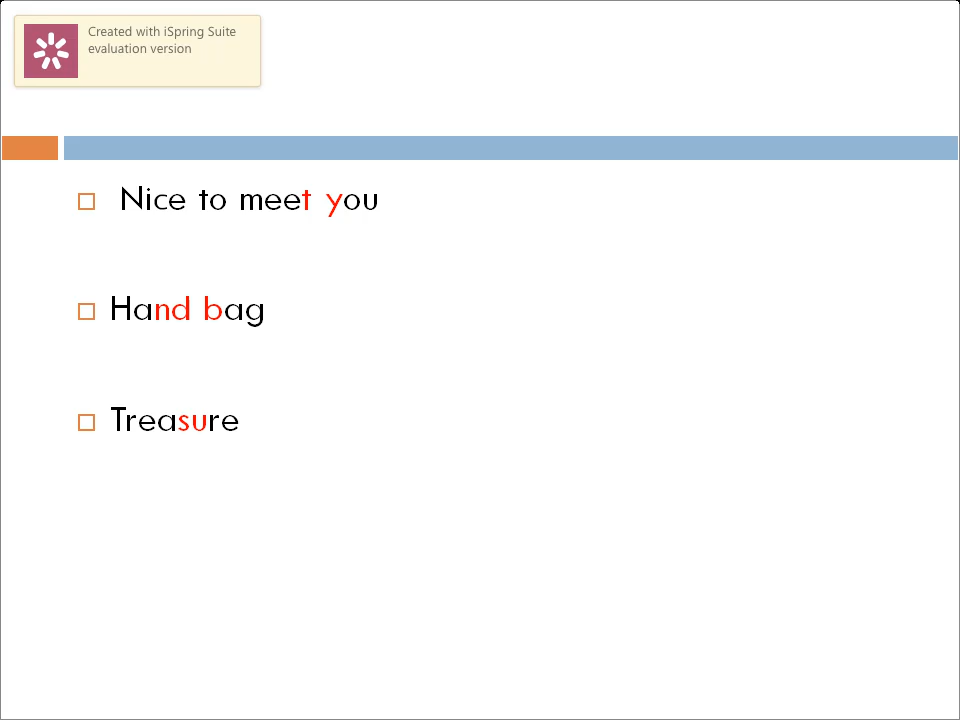 Created with iSpring Suite
evaluation version
Nice to meet you
Hand bag
Treasure